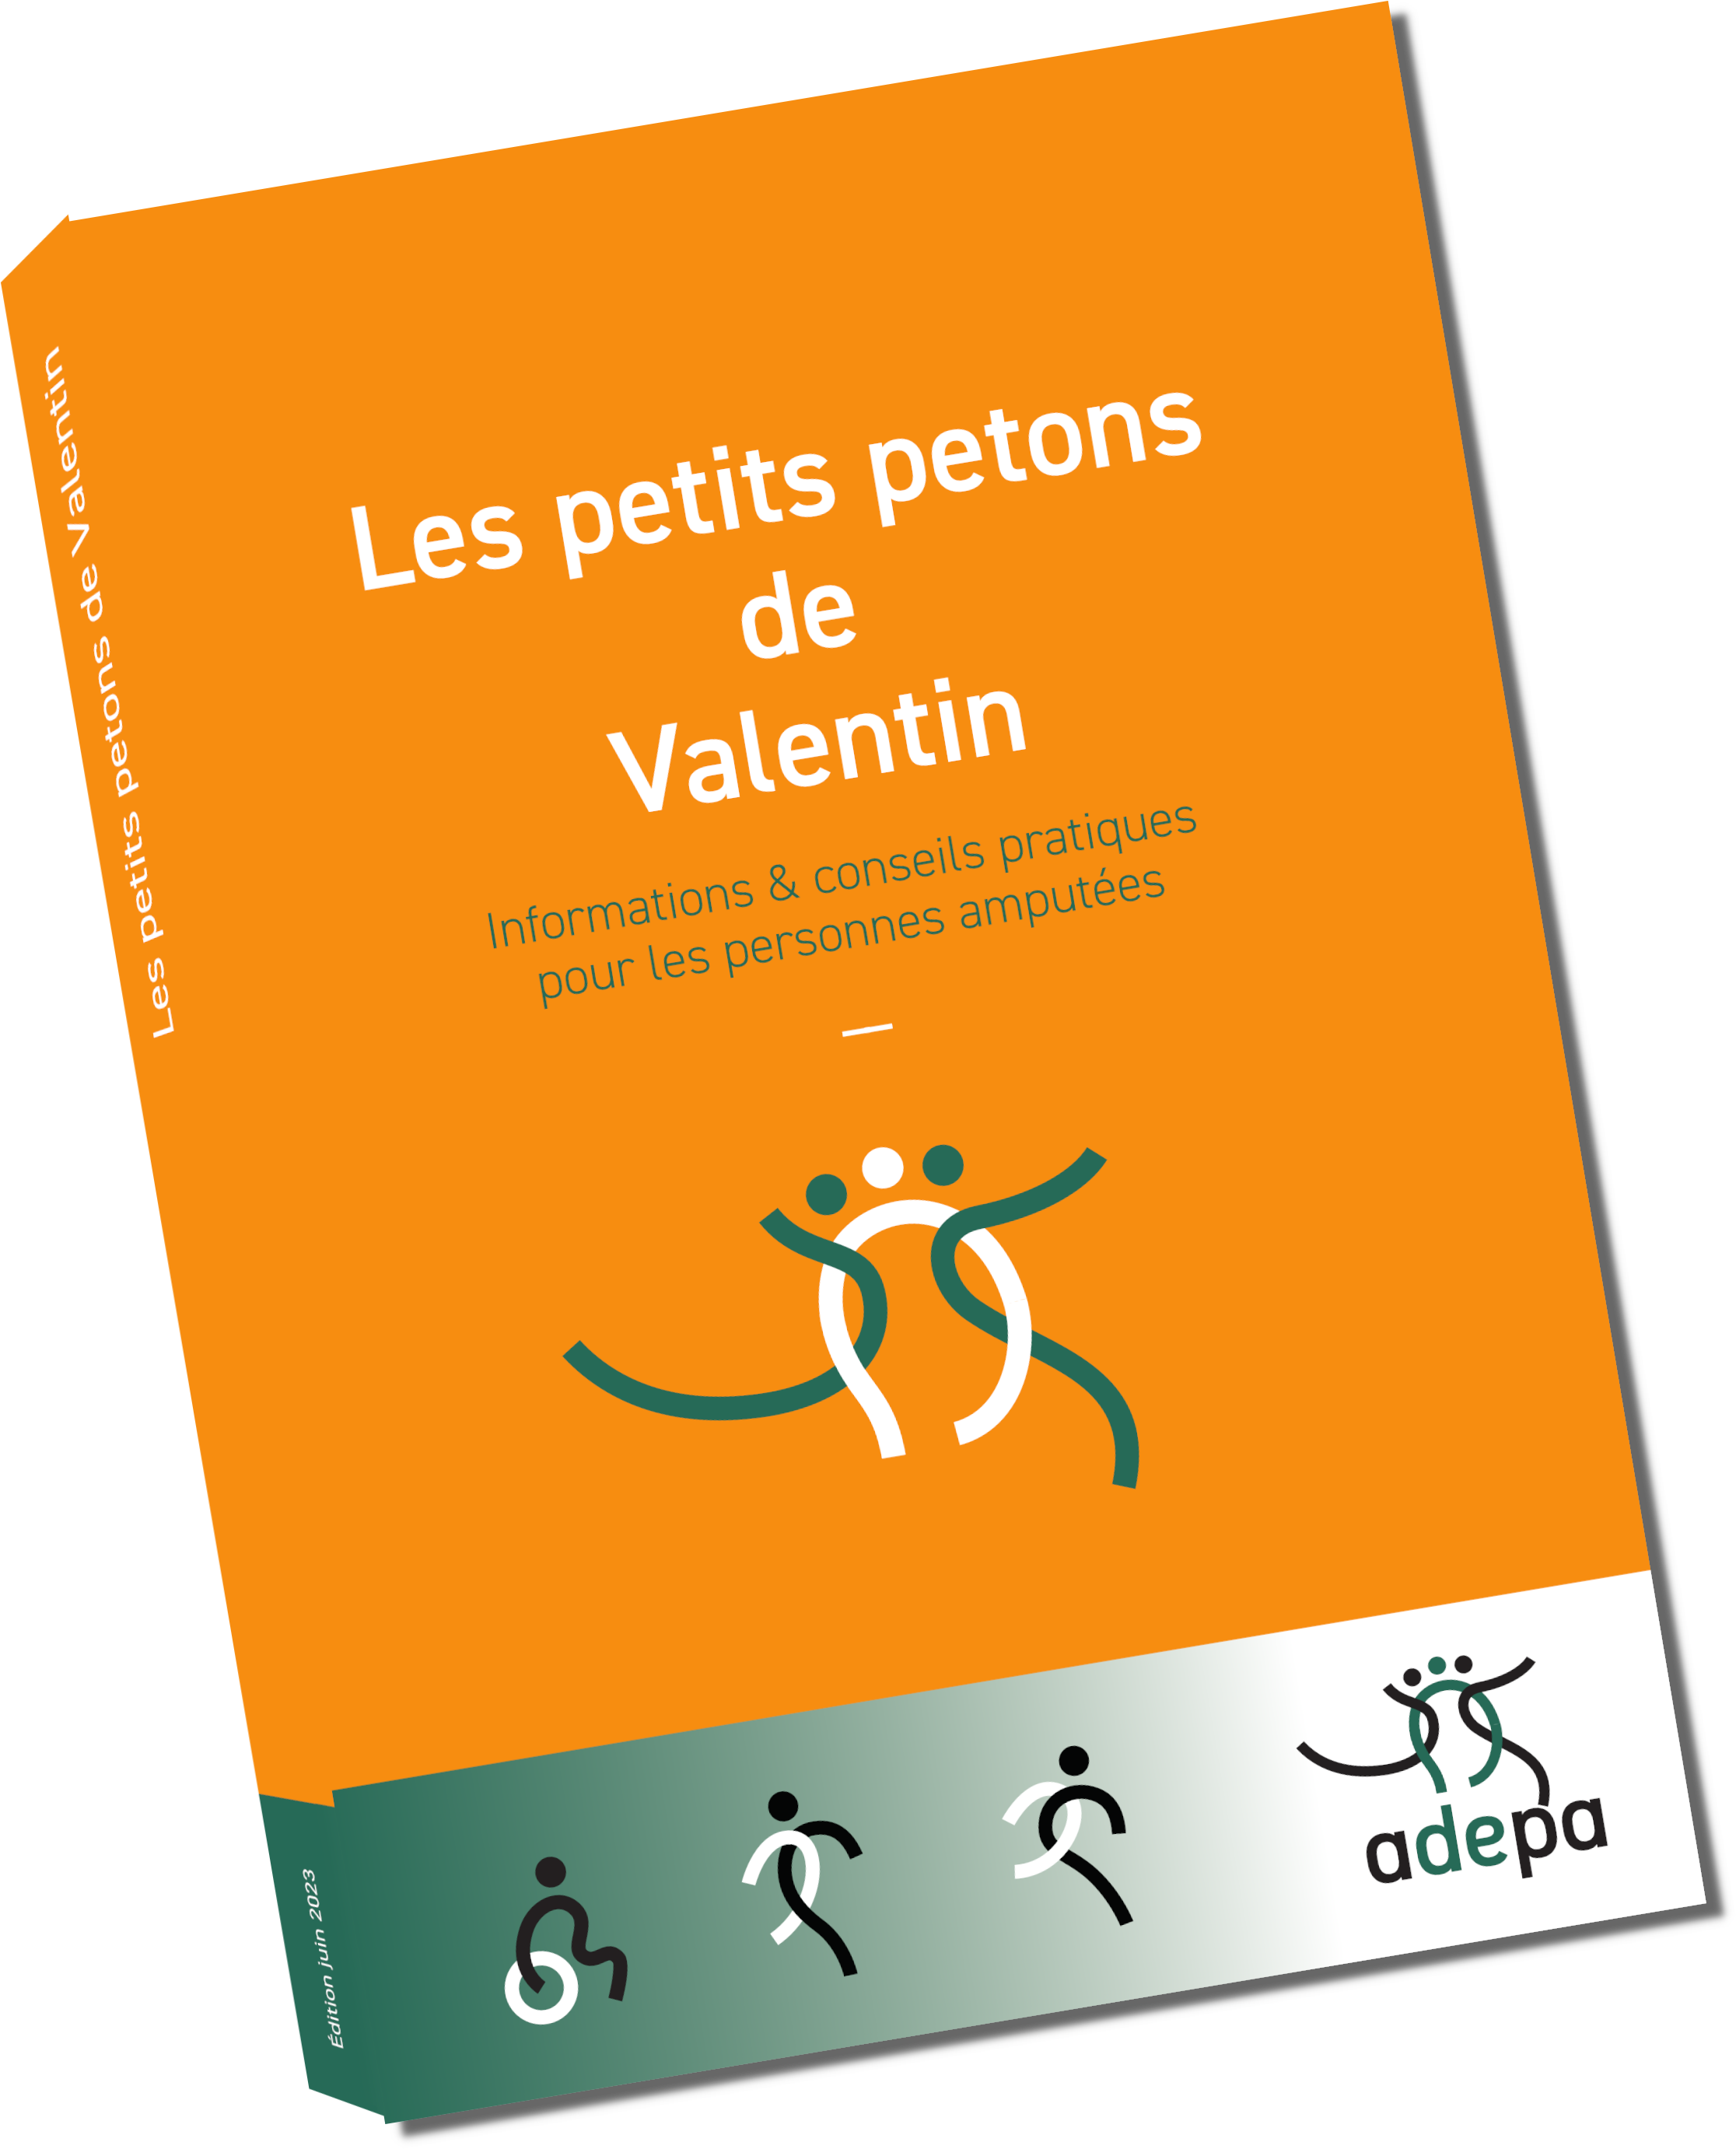 Les petits petons
de
Valentin
Informations & conseils pratiques
pour les personnes amputées
adepa
Les petits petons de Valentin
Édition juin 2023